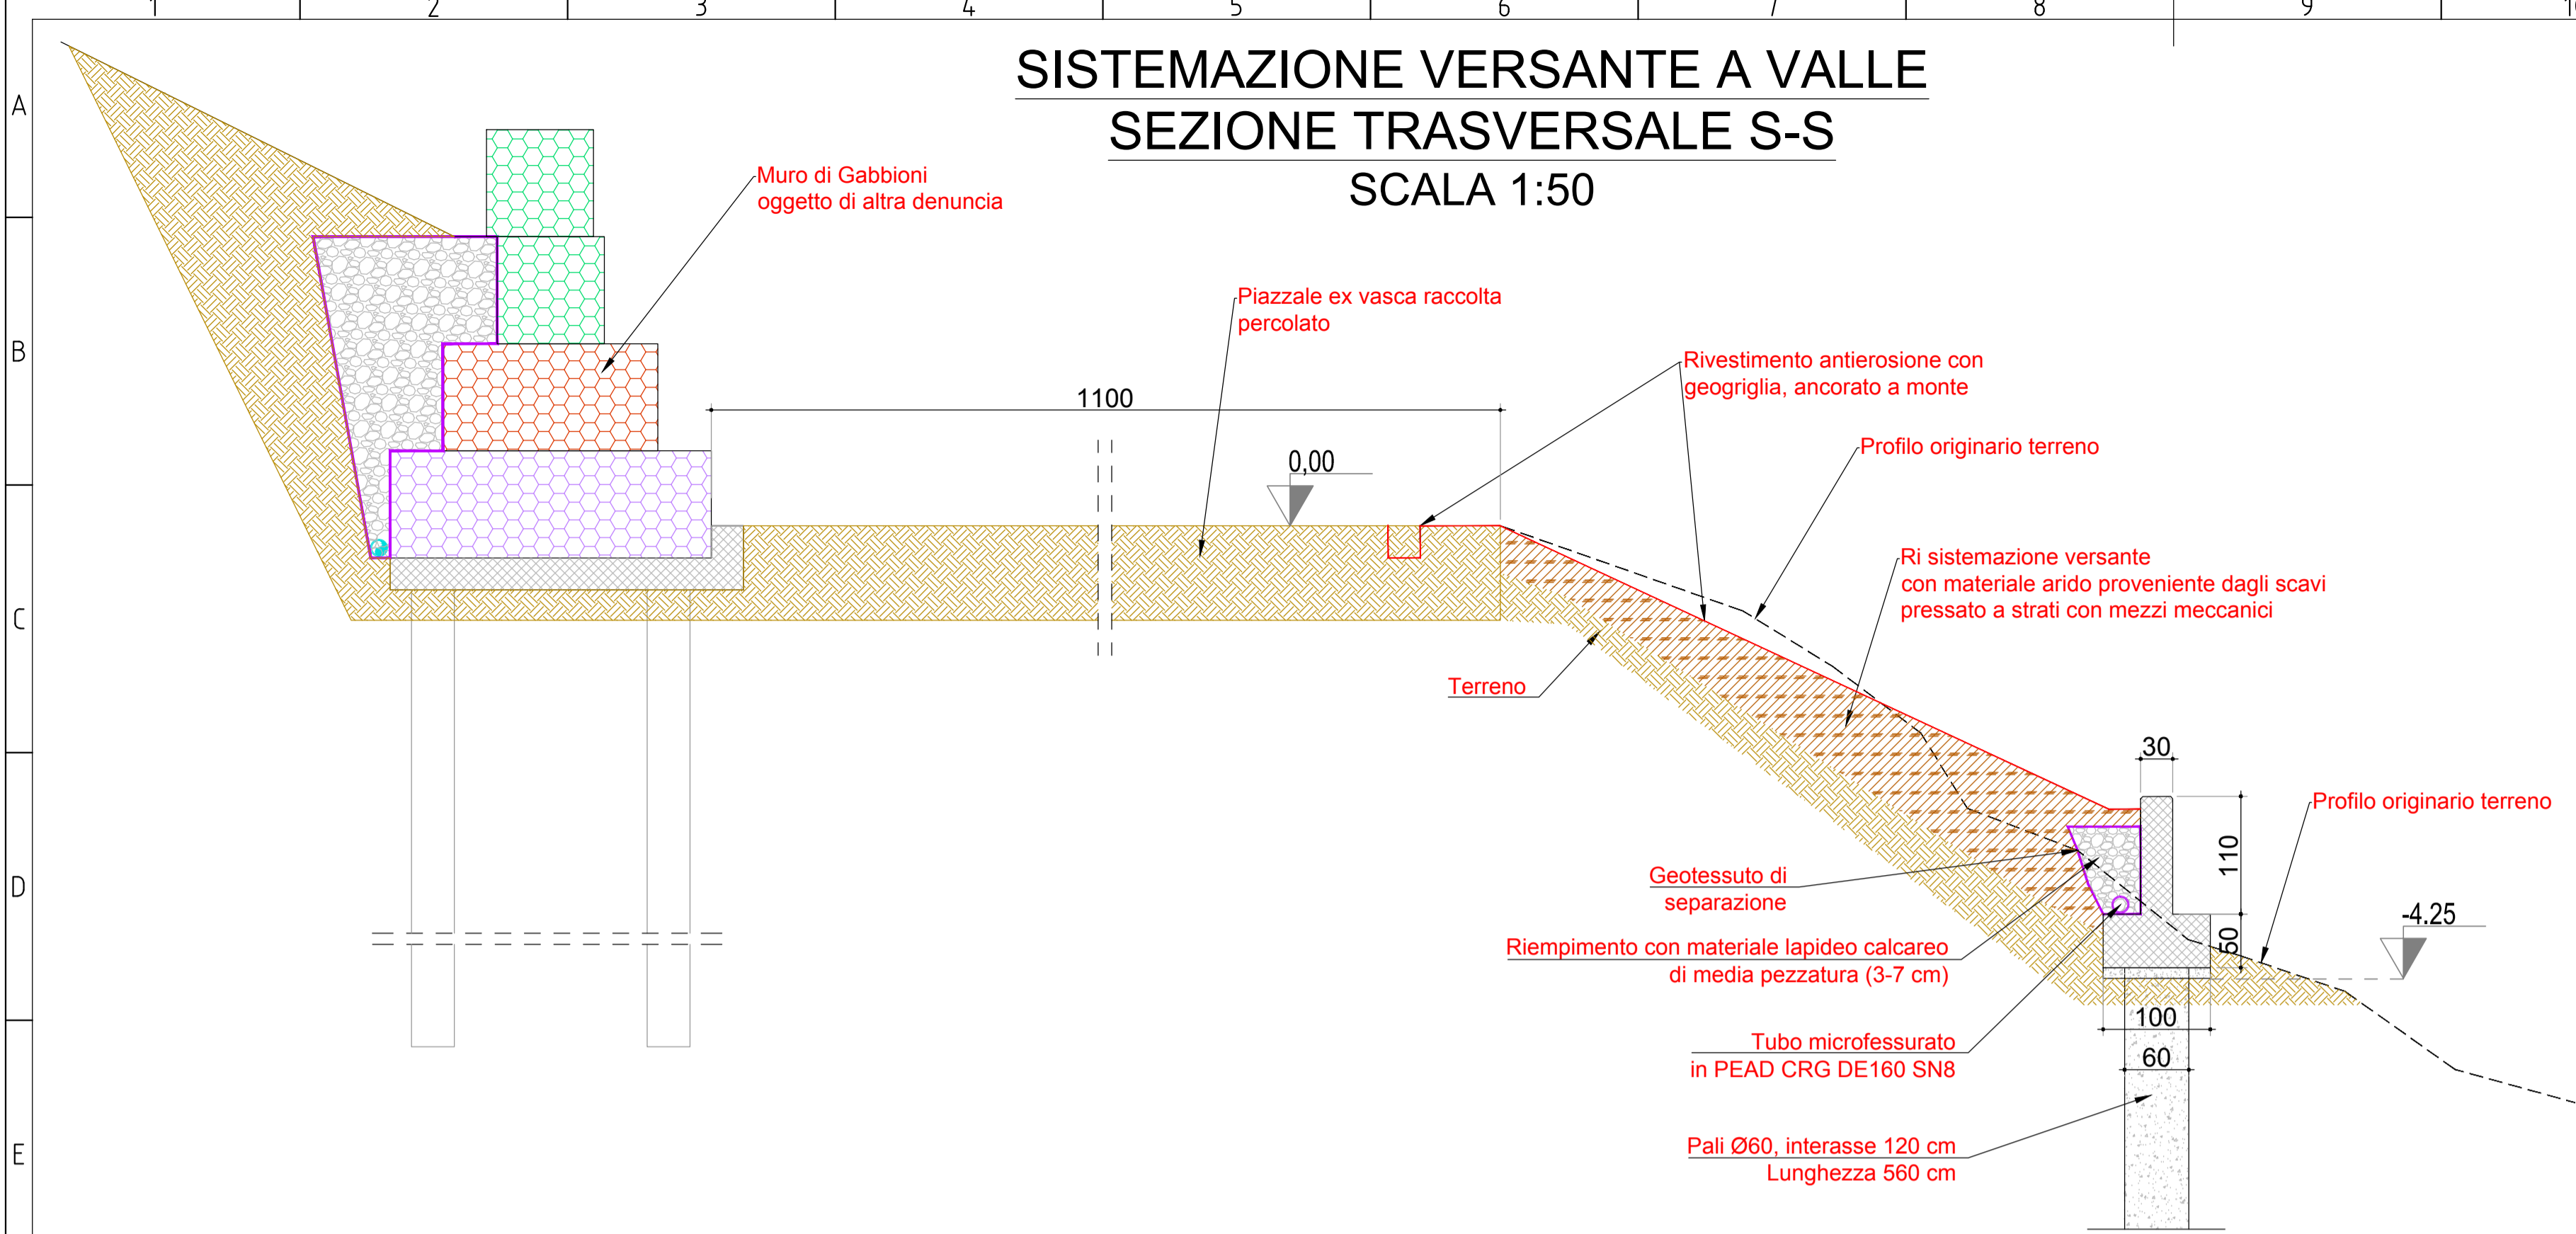 1 2 3 4 5 6 7 8 9
SISTEMAZIONE VERSANTE A VALLE
SEZIONE TRASVERSALE S-S
SCALA 1:50
A
Muro di Gabbioni
oggetto di altra denuncia
Piazzale ex vasca raccolta
percolato
B
Rivestimento antierosione con
geogriglia, ancorato a monte
1100
Profilo originario terreno
0,00
Ri sistemazione versante
con materiale arido proveniente dagli scavi
pressato a strati con mezzi meccanici
C
Terreno
30
Profilo originario terreno
110
Geotessuto di
separazione
D
-4.25
50
Riempimento con materiale lapideo calcareo
di media pezzatura (3-7 cm)
100
Tubo microfessurato
in PEAD CRG DE160 SN8
60
Pali Ø60, interasse 120 cm
Lunghezza 560 cm
E